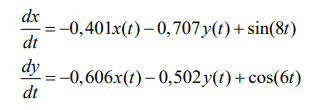 dx/dt = −0,401x(t) − 0,707y(t) + sin(8t)
dy/dt = −0,606x(t) − 0,502y(t) + cos(6t)